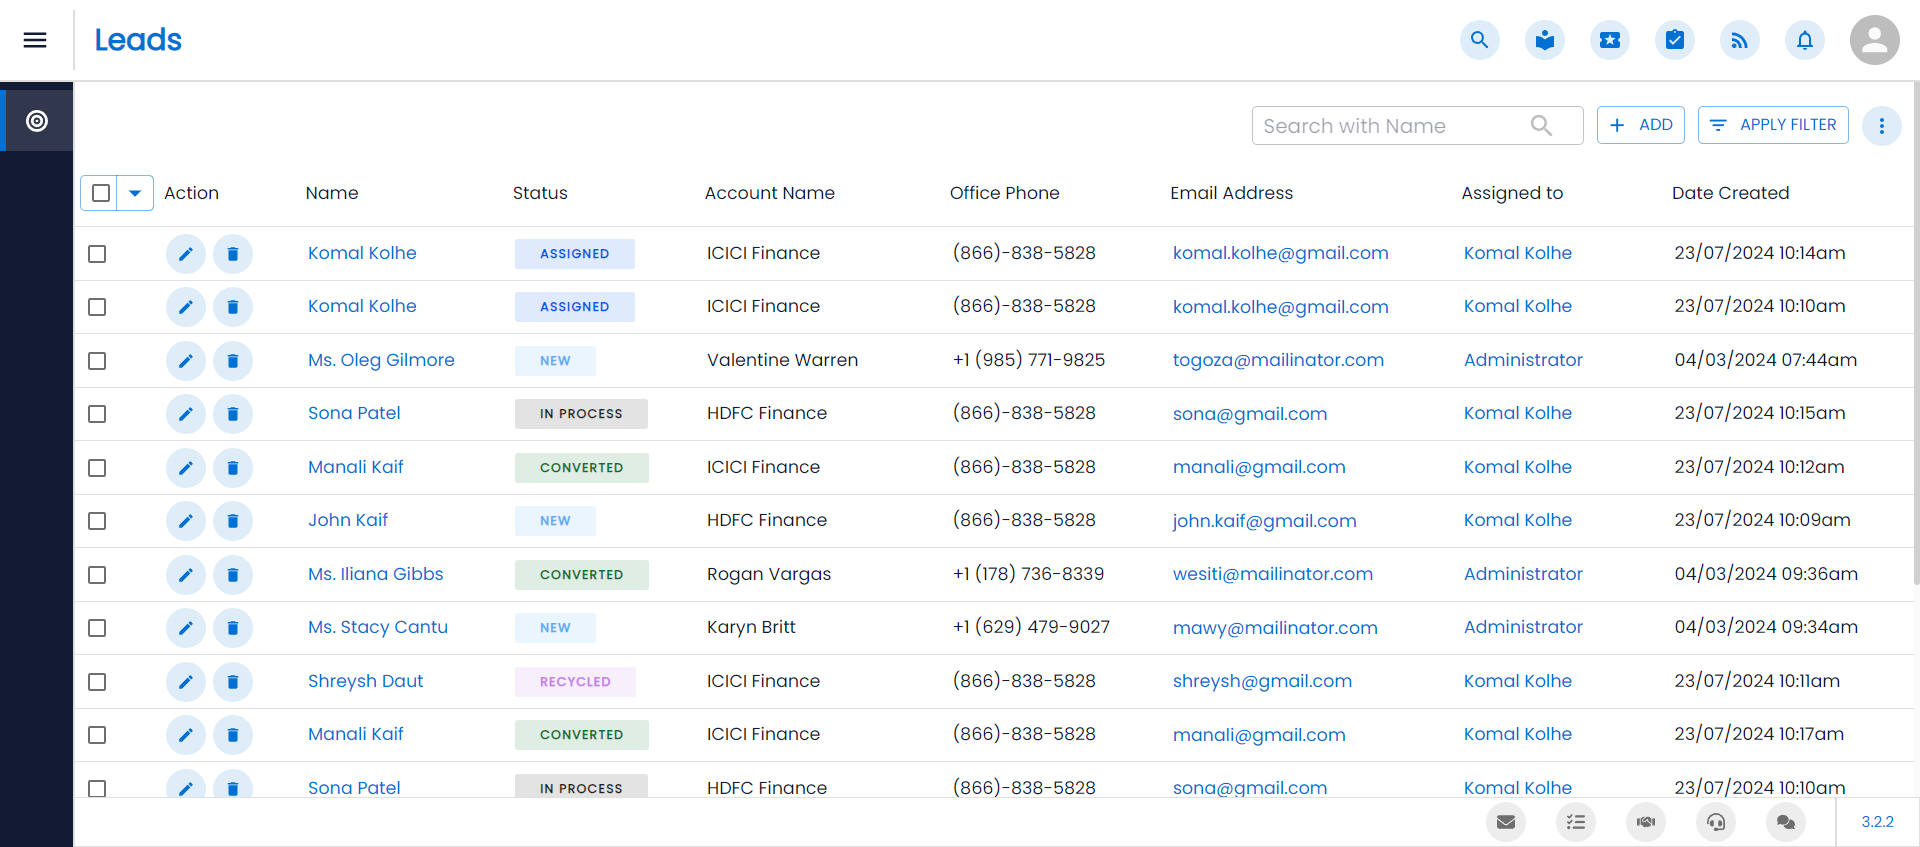 Leads
Search with Name
ADD
APPLY FILTER
Action Name Status Account Name Office Phone Email Address Assigned to Date Created
Komal Kolhe ASSIGNED ICICI Finance (866)-838-5828 komal.kolhe@gmail.com Komal Kolhe 23/07/2024 10:14am
Komal Kolhe ASSIGNED ICICI Finance (866)-838-5828 komal.kolhe@gmail.com Komal Kolhe 23/07/2024 10:10am
Ms. Oleg Gilmore NEW Valentine Warren +1 (985) 771-9825 togoza@mailinator.com Administrator 04/03/2024 07:44am
Sona Patel IN PROCESS HDFC Finance (866)-838-5828 sona@gmail.com Komal Kolhe 23/07/2024 10:15am
Manali Kaif CONVERTED ICICI Finance (866)-838-5828 manali@gmail.com Komal Kolhe 23/07/2024 10:12am
John Kaif NEW HDFC Finance (866)-838-5828 john.kaif@gmail.com Komal Kolhe 23/07/2024 10:09am
Ms. Iliana Gibbs CONVERTED Rogan Vargas +1 (178) 736-8339 wesiti@mailinator.com Administrator 04/03/2024 09:36am
Ms. Stacy Cantu NEW Karyn Britt +1 (629) 479-9027 mawy@mailinator.com Administrator 04/03/2024 09:34am
Shreysh Daut RECYCLED ICICI Finance (866)-838-5828 shreysh@gmail.com Komal Kolhe 23/07/2024 10:11am
Manali Kaif CONVERTED ICICI Finance (866)-838-5828 manali@gmail.com Komal Kolhe 23/07/2024 10:17am
Sona Patel IN PROCESS HDFC Finance (866)-838-5828 sona@gmail.com Komal Kolhe 23/07/2024 10:10am
3.2.2